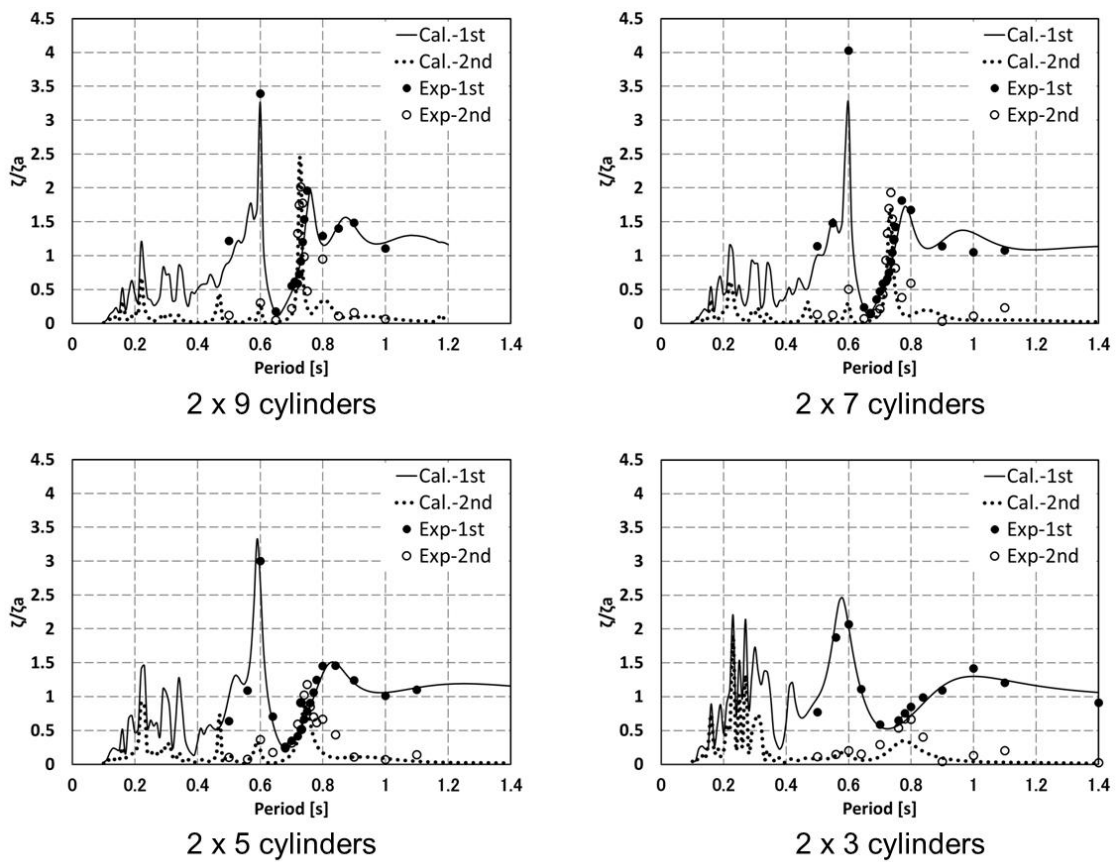 4.5
4
3.5
3
2.5
2
1.5
1
0.5
0
ζ/ζa
Cal.-1st
Cal.-2nd
Exp-1st
Exp-2nd
0 0.2 0.4 0.6 0.8 1 1.2 1.4
Period [s]
2 x 9 cylinders
4.5
4
3.5
3
2.5
2
1.5
1
0.5
0
ζ/ζa
Cal.-1st
Cal.-2nd
Exp-1st
Exp-2nd
0 0.2 0.4 0.6 0.8 1 1.2 1.4
Period [s]
2 x 7 cylinders
4.5
4
3.5
3
2.5
2
1.5
1
0.5
0
ζ/ζa
Cal.-1st
Cal.-2nd
Exp-1st
Exp-2nd
0 0.2 0.4 0.6 0.8 1 1.2 1.4
Period [s]
2 x 5 cylinders
4.5
4
3.5
3
2.5
2
1.5
1
0.5
0
ζ/ζa
Cal.-1st
Cal.-2nd
Exp-1st
Exp-2nd
0 0.2 0.4 0.6 0.8 1 1.2 1.4
Period [s]
2 x 3 cylinders